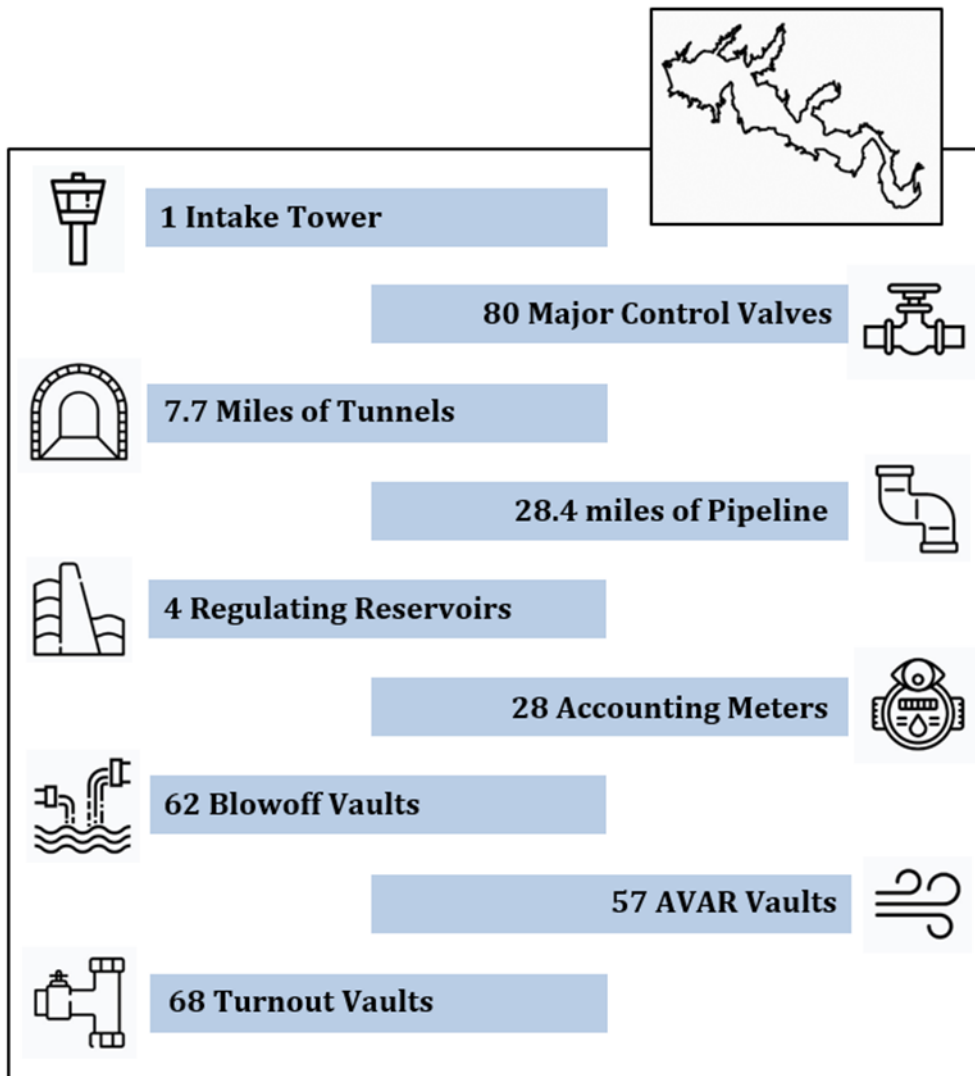 1 Intake Tower
80 Major Control Valves
7.7 Miles of Tunnels
28.4 miles of Pipeline
4 Regulating Reservoirs
28 Accounting Meters
62 Blowoff Vaults
57 AVAR Vaults
68 Turnout Vaults